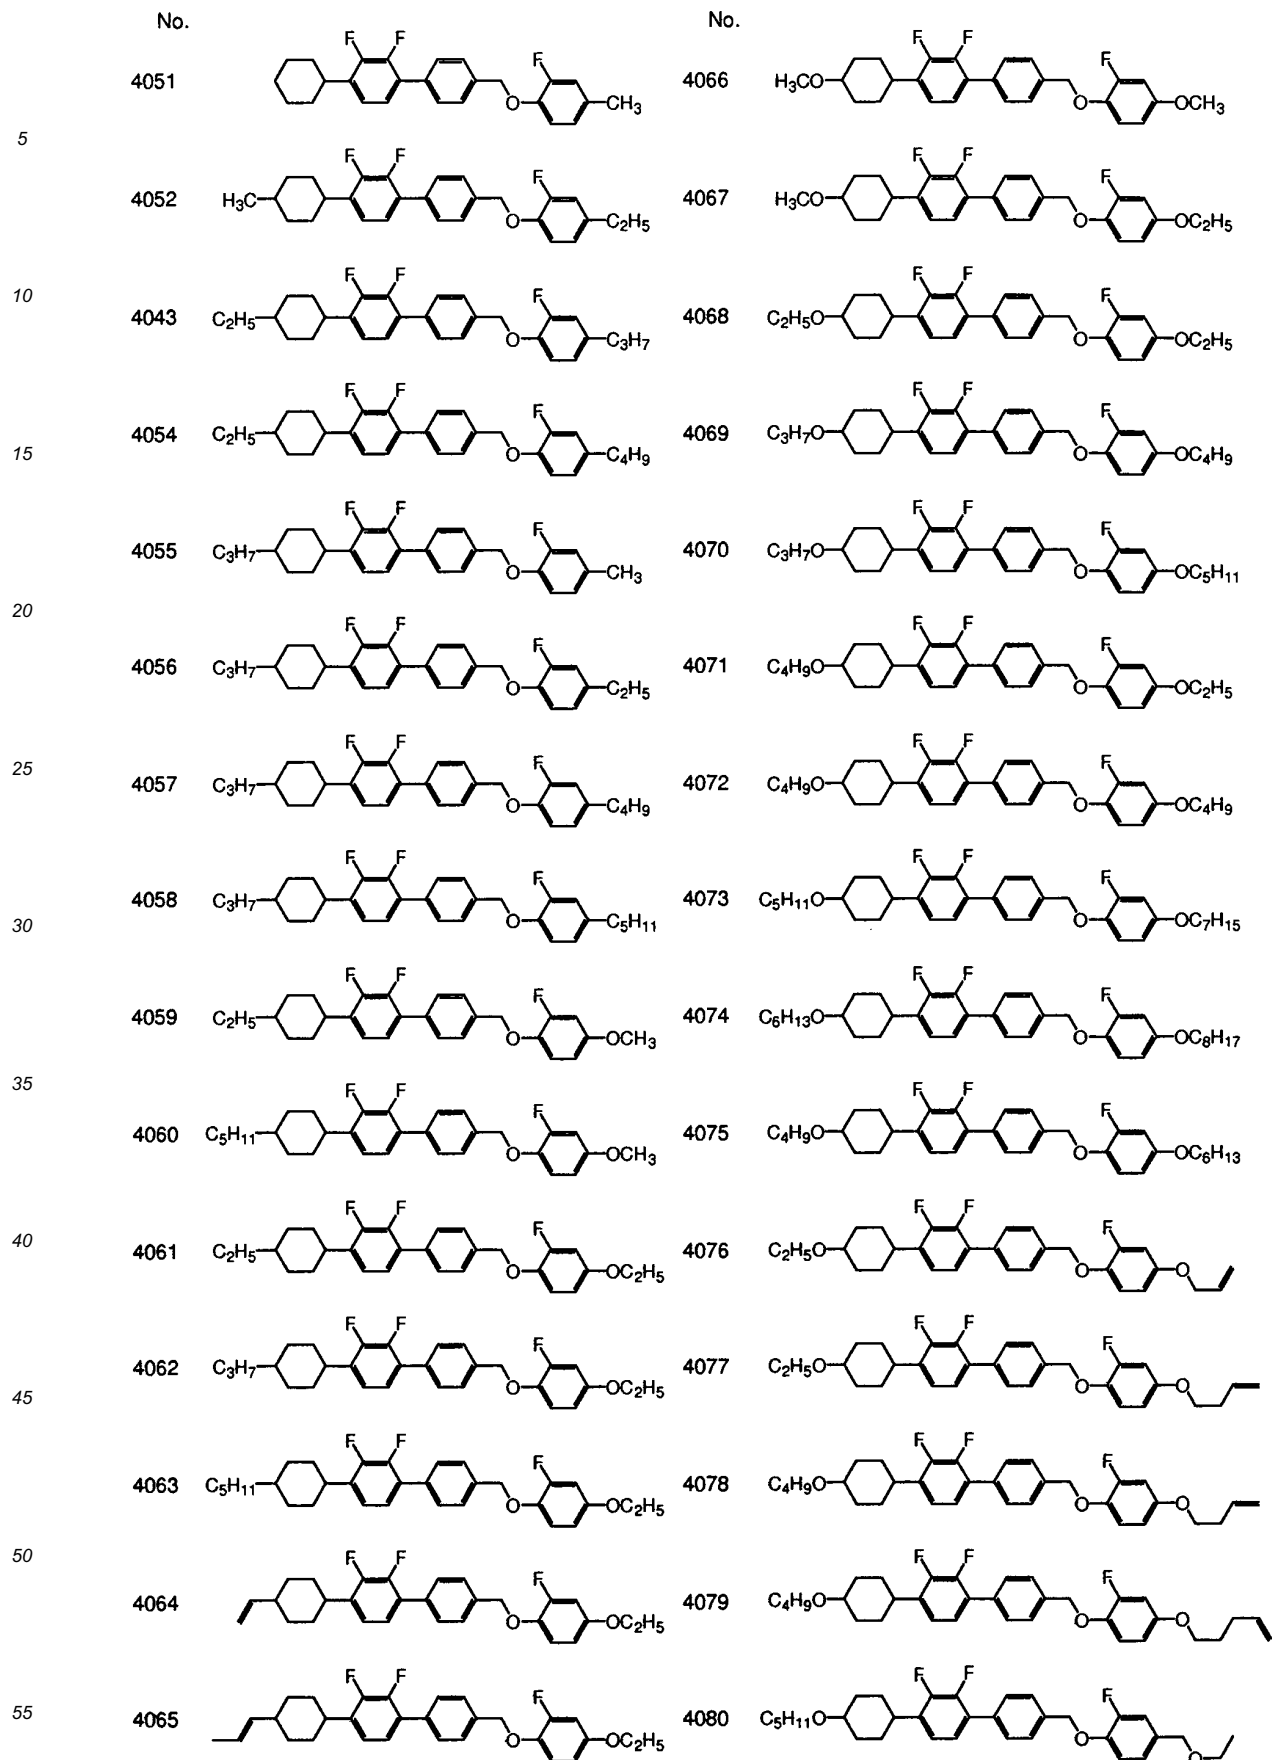 No. No.
4051 F F F O CH3 4066 H3CO F F F O OCH3
5
4052 H3C F F F O C2H5 4067 H3CO F F F O OC2H5
10
4043 C2H5 F F F O C3H7 4068 C2H5O F F F O OC2H5
15
4054 C2H5 F F F O C4H9 4069 C3H7O F F F O OC4H9
4055 C3H7 F F F O CH3 4070 C3H7O F F F O OC5H11
20
4056 C3H7 F F F O C2H5 4071 C4H9O F F F O OC2H5
25
4057 C3H7 F F F O C4H9 4072 C4H9O F F F O OC4H9
4058 C3H7 F F F O C5H11 4073 C5H11O F F F O OC7H15
30
4059 C2H5 F F F O OCH3 4074 C6H13O F F F O OC8H17
35
4060 C5H11 F F F O OCH3 4075 C4H9O F F F O OC6H13
40
4061 C2H5 F F F O OC2H5 4076 C2H5O F F F O O
4062 C3H7 F F F O OC2H5 4077 C2H5O F F F O O
45
4063 C5H11 F F F O OC2H5 4078 C4H9O F F F O O
50
4064 F F F O OC2H5 4079 C4H9O F F F O O
55
4065 F F F O OC2H5 4080 C5H11O F F F O O